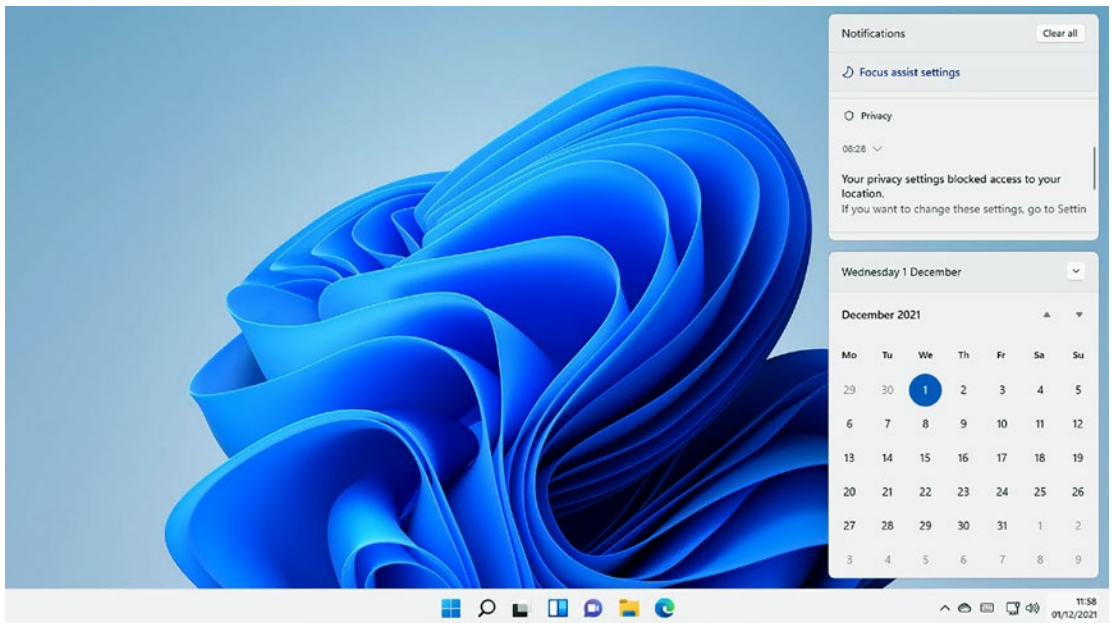 Notifications
Clear all
Focus assist settings
Privacy
08:28
Your privacy settings blocked access to your
location.
If you want to change these settings, go to Settin
Wednesday 1 December
December 2021
Mo Tu We Th Fr Sa Su
29 30 1 2 3 4 5
6 7 8 9 10 11 12
13 14 15 16 17 18 19
20 21 22 23 24 25 26
27 28 29 30 31 1 2
3 4 5 6 7 8 9
11:58
01/12/2021